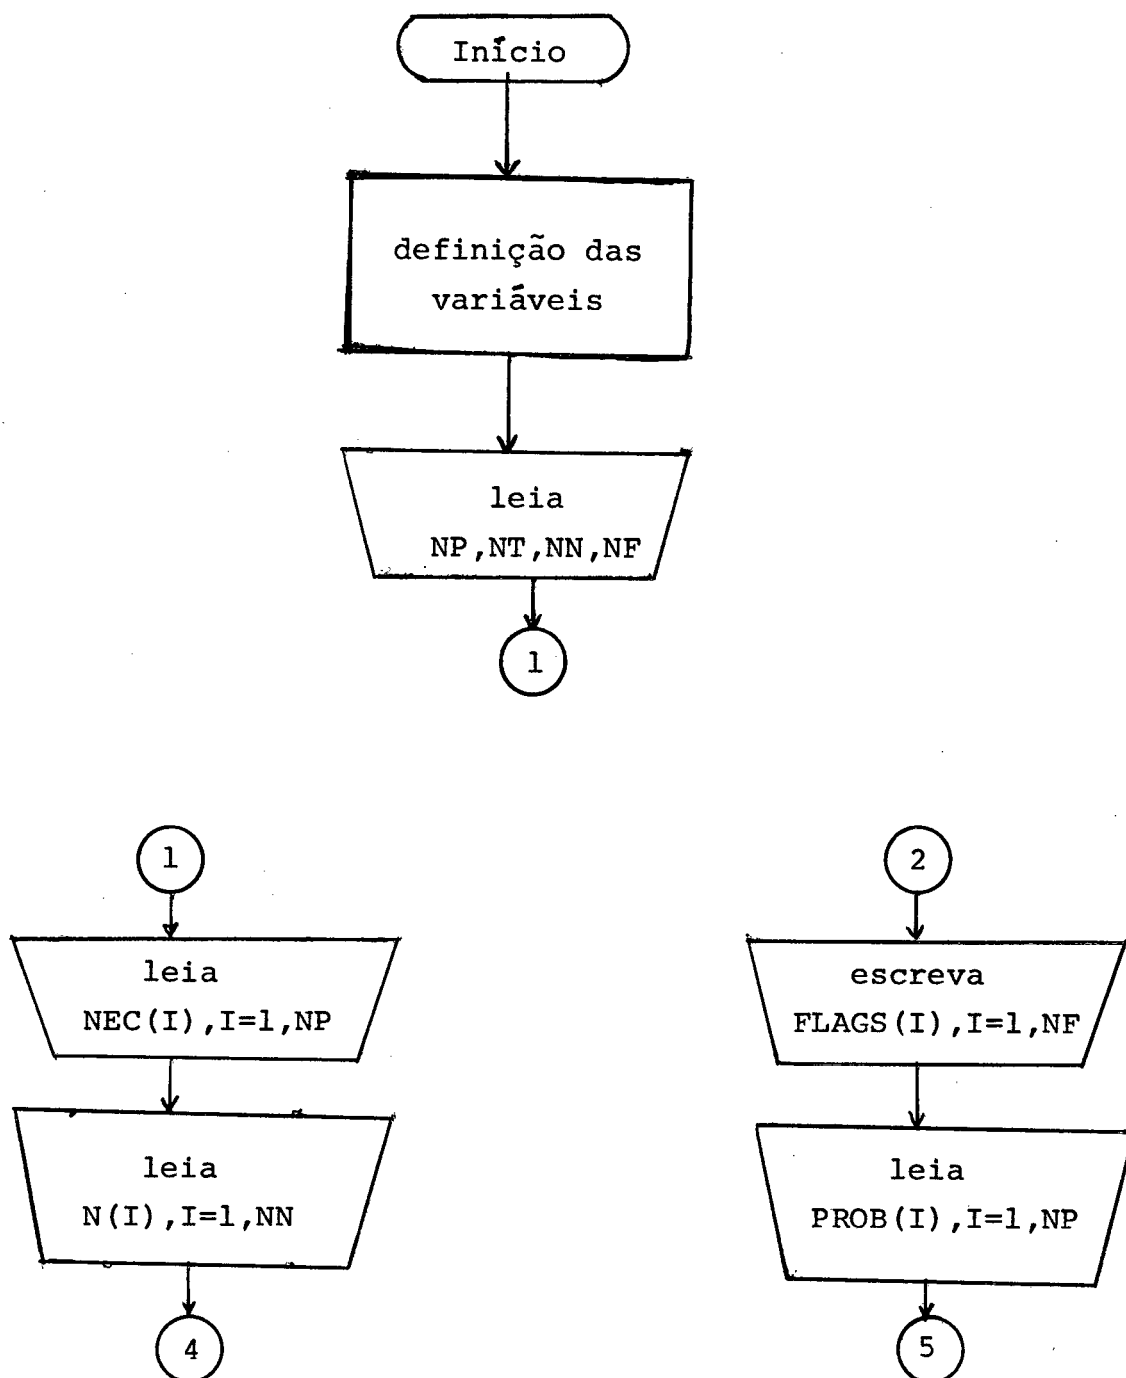 Início
definição das
variáveis
leia
NP,NT,NN,NF
1
1
leia
NEC(I),I=1,NP
leia
N(I),I=1,NN
4
2
escreva
FLAGS(I),I=1,NF
leia
PROB(I),I=1,NP
5